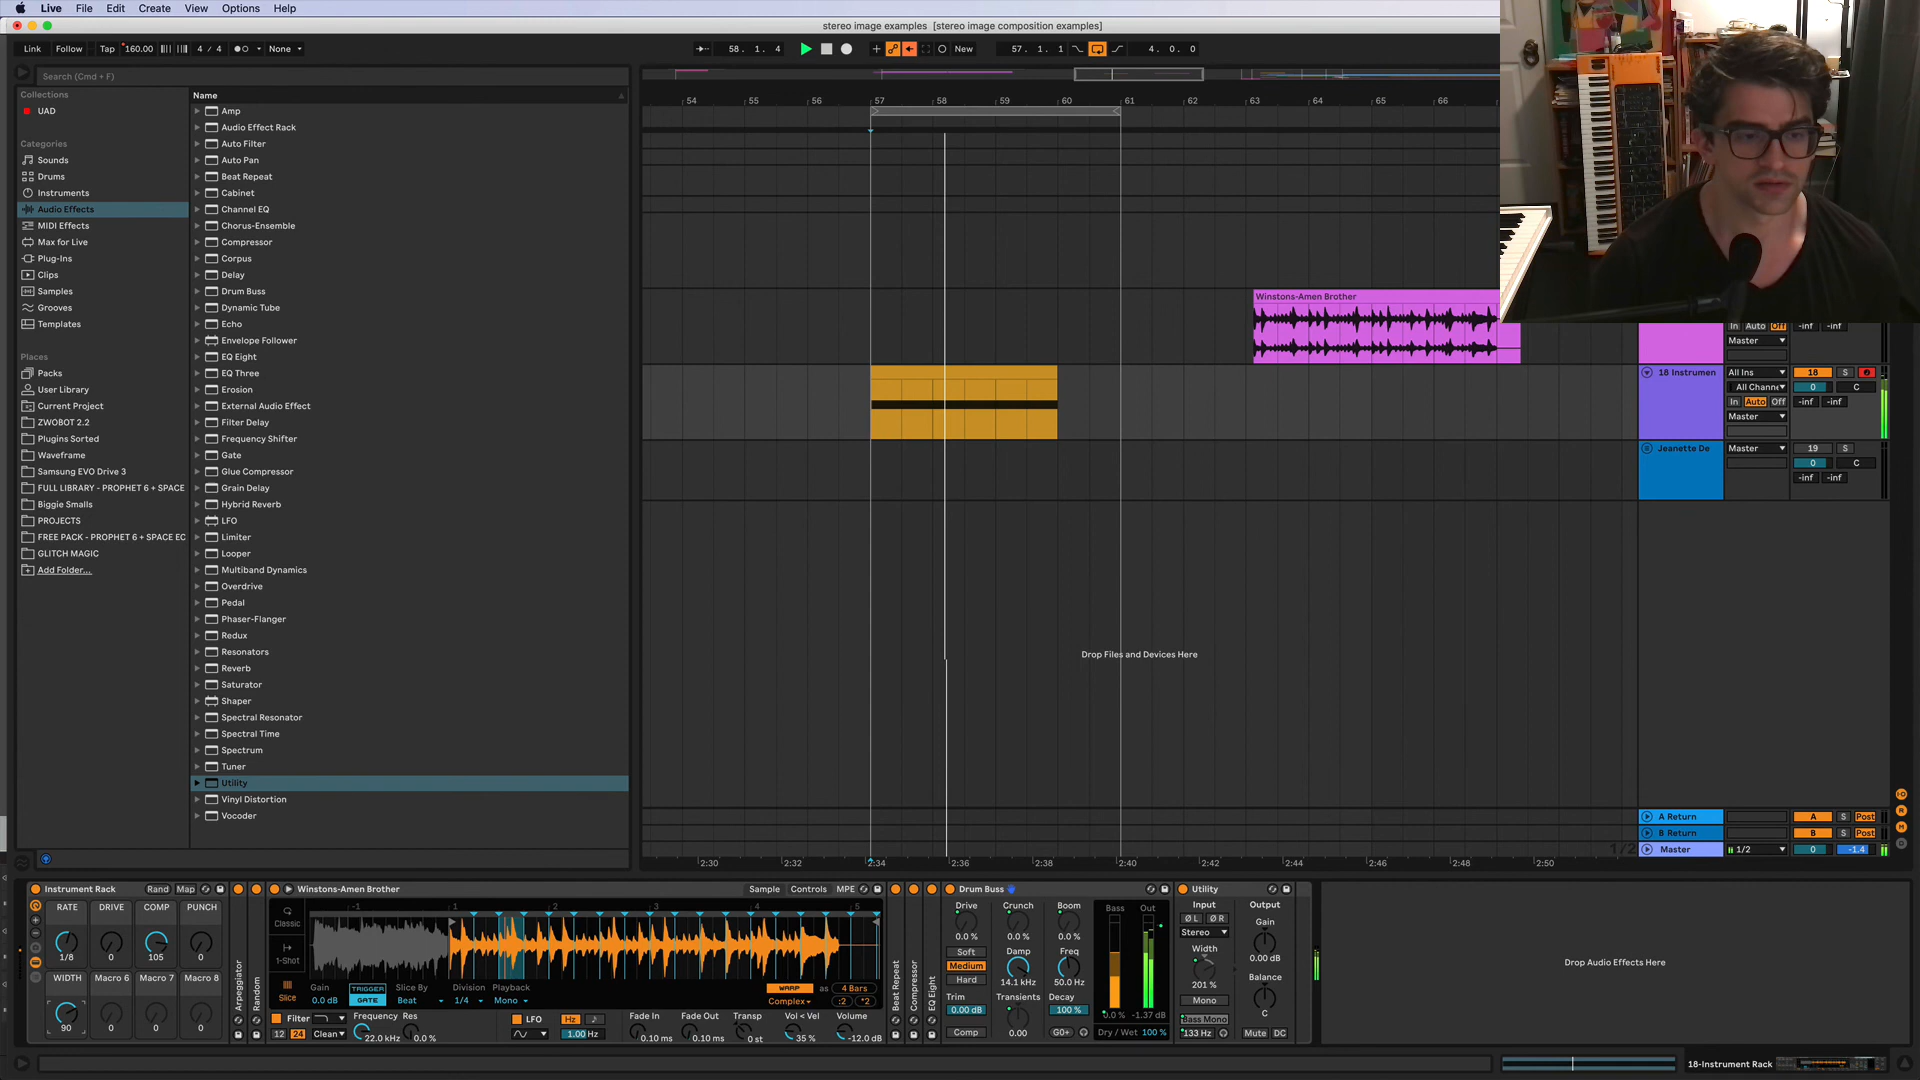 Live File Edit Create View Options Help
stereo image examples [stereo image composition examples]
Link Follow Tap 160.00 4 / 4 None 58. 1. 4 New 57. 1. 1 4. 0. 0
Search (Cmd + F)
Collections
UAD
Categories
Sounds
Drums
Instruments
Audio Effects
MIDI Effects
Max for Live
Plug-Ins
Clips
Samples
Grooves
Templates
Places
Packs
User Library
Current Project
ZWOBOT 2.2
Plugins Sorted
Waveframe
Samsung EVO Drive 3
FULL LIBRARY - PROPHET 6 + SPACE
Biggie Smalls
PROJECTS
FREE PACK - PROPHET 6 + SPACE EC
GLITCH MAGIC
Add Folder...
Name
Amp
Audio Effect Rack
Auto Filter
Auto Pan
Beat Repeat
Cabinet
Channel EQ
Chorus-Ensemble
Compressor
Corpus
Delay
Drum Buss
Dynamic Tube
Echo
Envelope Follower
EQ Eight
EQ Three
Erosion
External Audio Effect
Filter Delay
Frequency Shifter
Gate
Glue Compressor
Grain Delay
Hybrid Reverb
LFO
Limiter
Looper
Multiband Dynamics
Overdrive
Pedal
Phaser-Flanger
Redux
Resonators
Reverb
Saturator
Shaper
Spectral Resonator
Spectral Time
Spectrum
Tuner
Utility
Vinyl Distortion
Vocoder
54 55 56 57 58 59 60 61 62 63 64 65 66
Winstons-Amen Brother
In Auto Off -inf -inf
Master
18 Instrumen All Ins 18 S
All Channe 0 C
In Auto Off -inf -inf
Master
Jeanette De Master 19 S
0 C
-inf -inf
Drop Files and Devices Here
A Return A S Post
B Return B S Post
1/2 Master 1/2 0 -1.4
2:30 2:32 2:34 2:36 2:38 2:40 2:42 2:44 2:46 2:48 2:50
Instrument Rack Rand Map
RATE DRIVE COMP PUNCH
1/8 0 105 0
WIDTH Macro 6 Macro 7 Macro 8
90 0 0 0
Arpeggiator
Random
Winstons-Amen Brother Sample Controls MPE
Classic
1-Shot
Slice
-1 1 2 3 4 5
Gain TRIGGER Slice By Division Playback WARP as 4 Bars
0.0 dB GATE Beat 1/4 Mono Complex :2 *2
Filter Frequency Res LFO Hz Fade In Fade Out Transp Vol < Vel Volume
12 24 Clean 22.0 kHz 0.0 % 1.00 Hz 0.10 ms 0.10 ms 0 st 35 % -12.0 dB
Beat Repeat
Compressor
EQ Eight
Drum Buss
Drive Crunch Boom Bass Out
0.0 % 0.0 % 0.0 %
Soft Damp Freq
Medium
Hard 14.1 kHz 50.0 Hz
Trim Transients Decay
0.00 dB 100 %
Comp 0.00 G0 0.0 % -1.37 dB
Dry / Wet 100 %
Utility
Input Output
Ø L Ø R Gain
Stereo
Width 0.00 dB
201 % Balance
Mono
Bass Mono C
133 Hz Mute DC
Drop Audio Effects Here
18-Instrument Rack